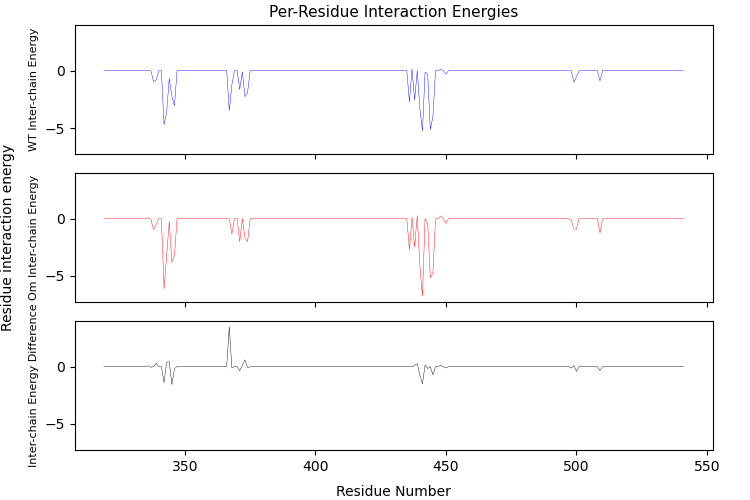 Per-Residue Interaction Energies
WT Inter-chain Energy
0
−5
Residue interaction energy
Om Inter-chain Energy
0
−5
Inter-chain Energy Difference
0
−5
350
400
450
500
550
Residue Number